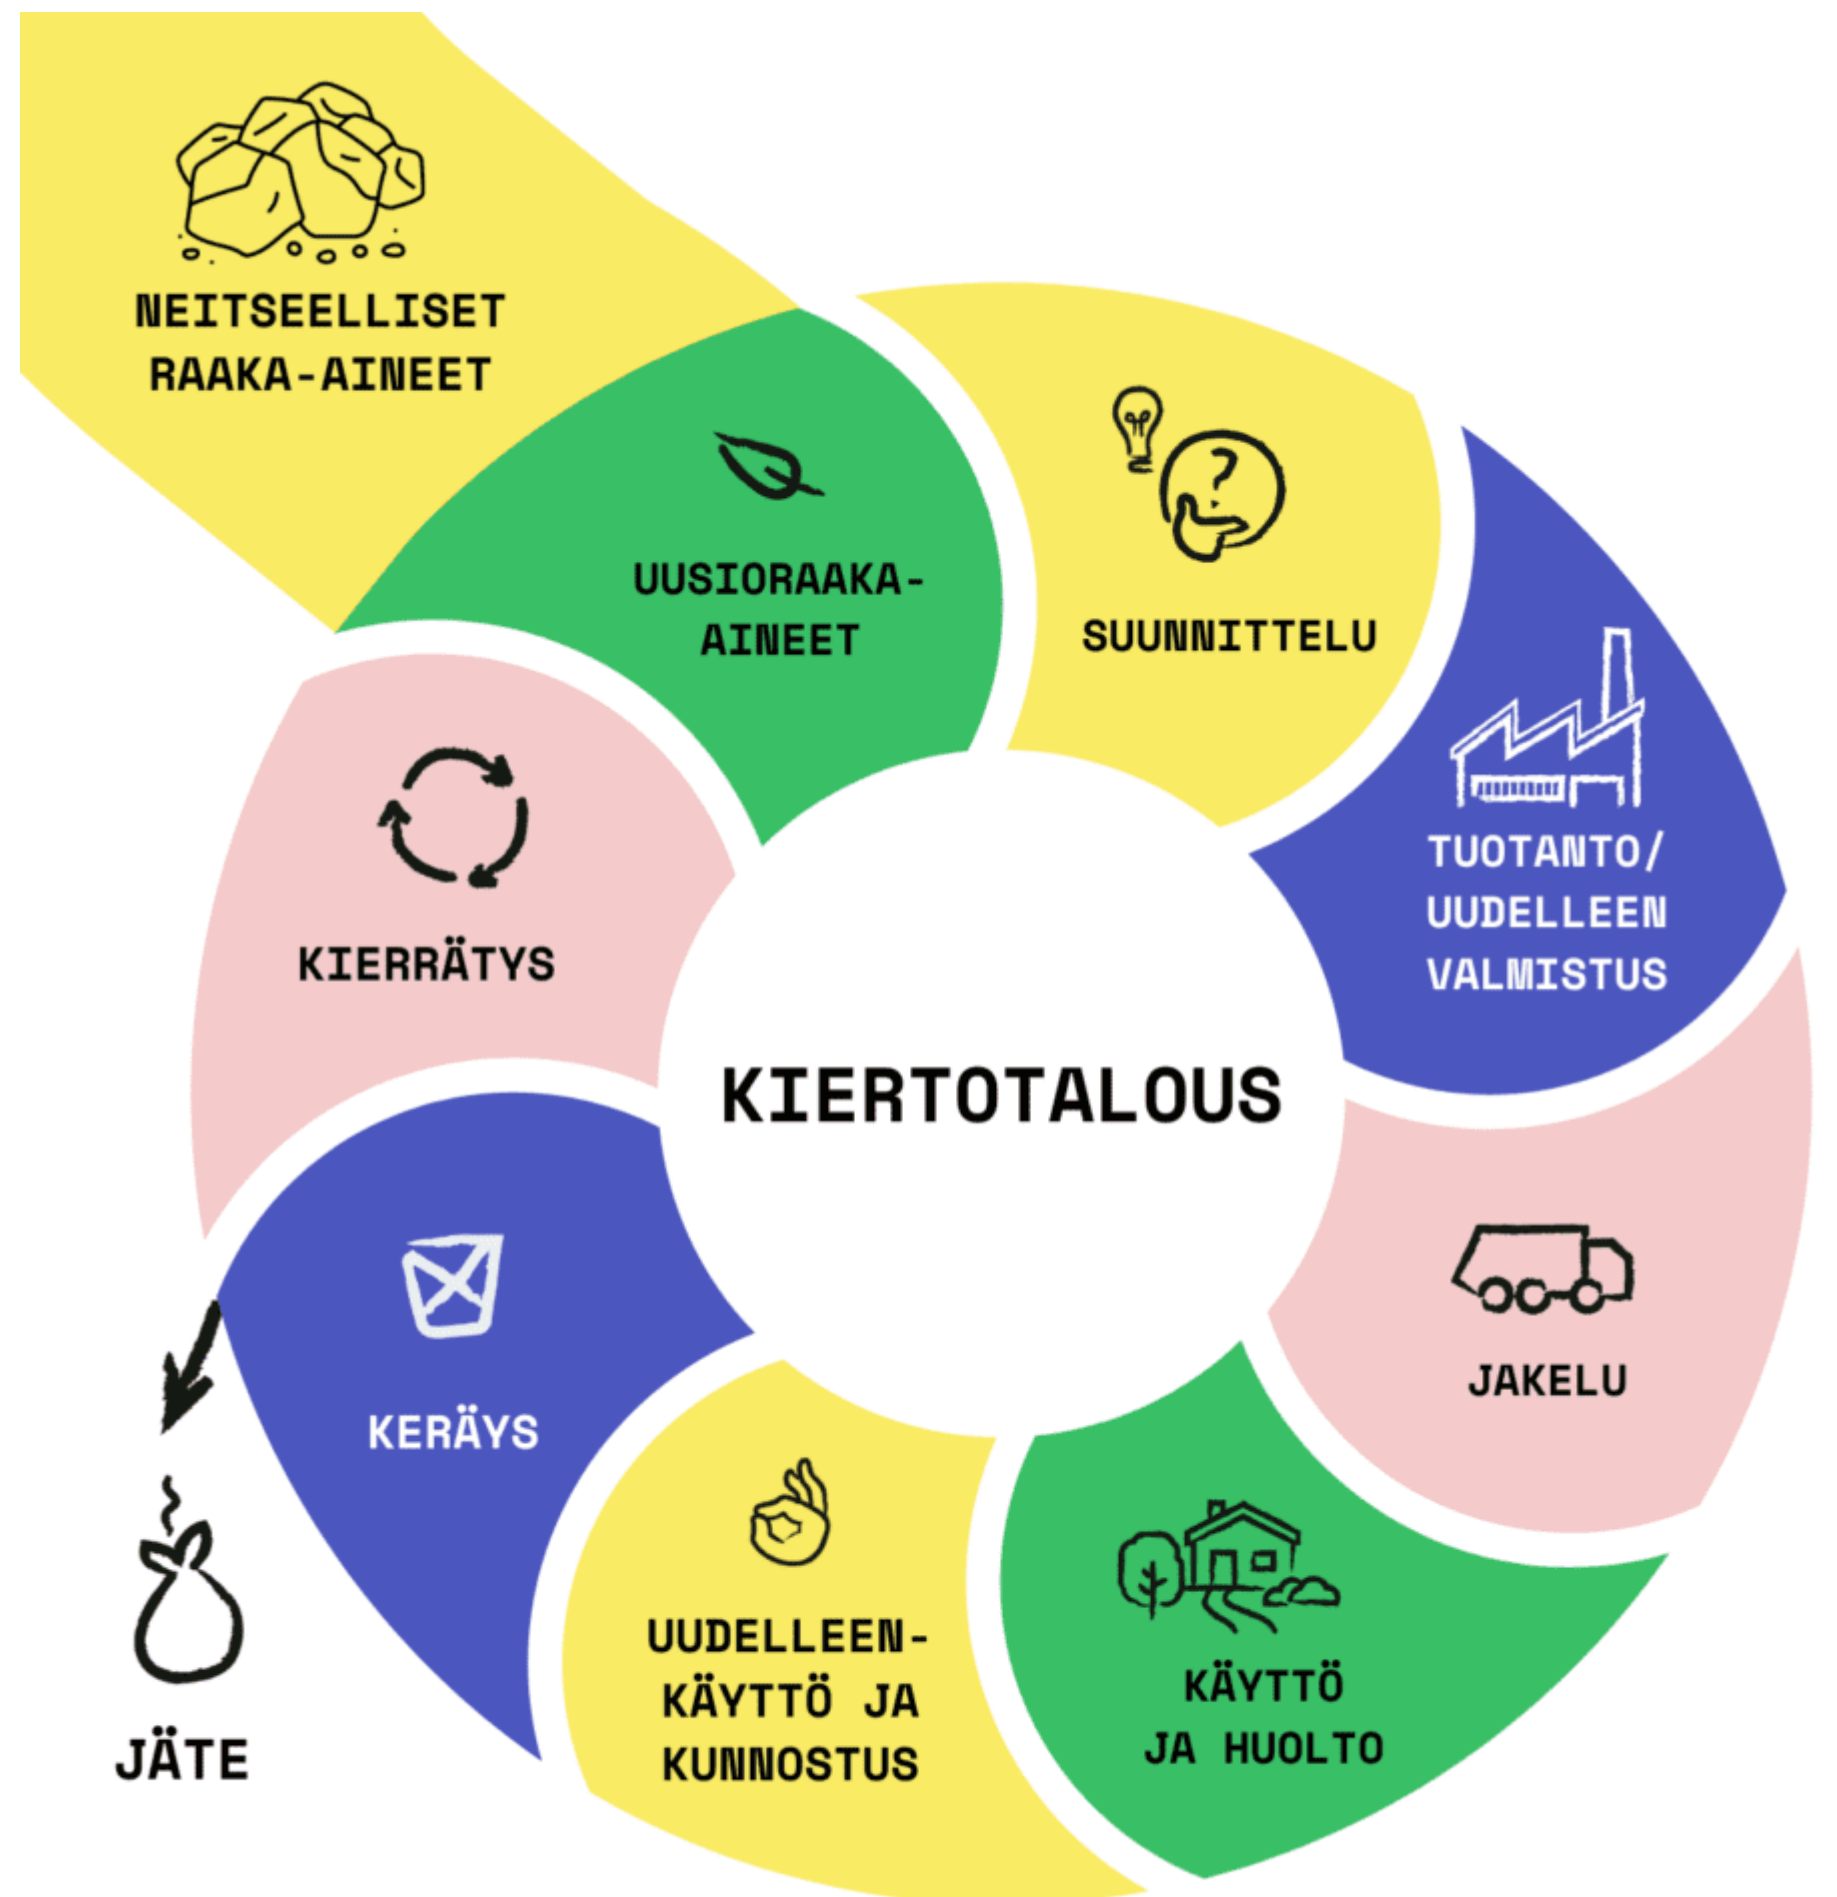 NEITSEELLISET
RAAKA-AINEET
UUSIORAAKA-
AINEET
SUUNNITTELU
TUOTANTO/
UUDELLEEN
VALMISTUS
JAKELU
KÄYTTÖ
JA HUOLTO
UUDELLEEN-
KÄYTTÖ JA
KUNNOSTUS
KERÄYS
JÄTE
KIERRÄTYS
KIERTOTALOUS